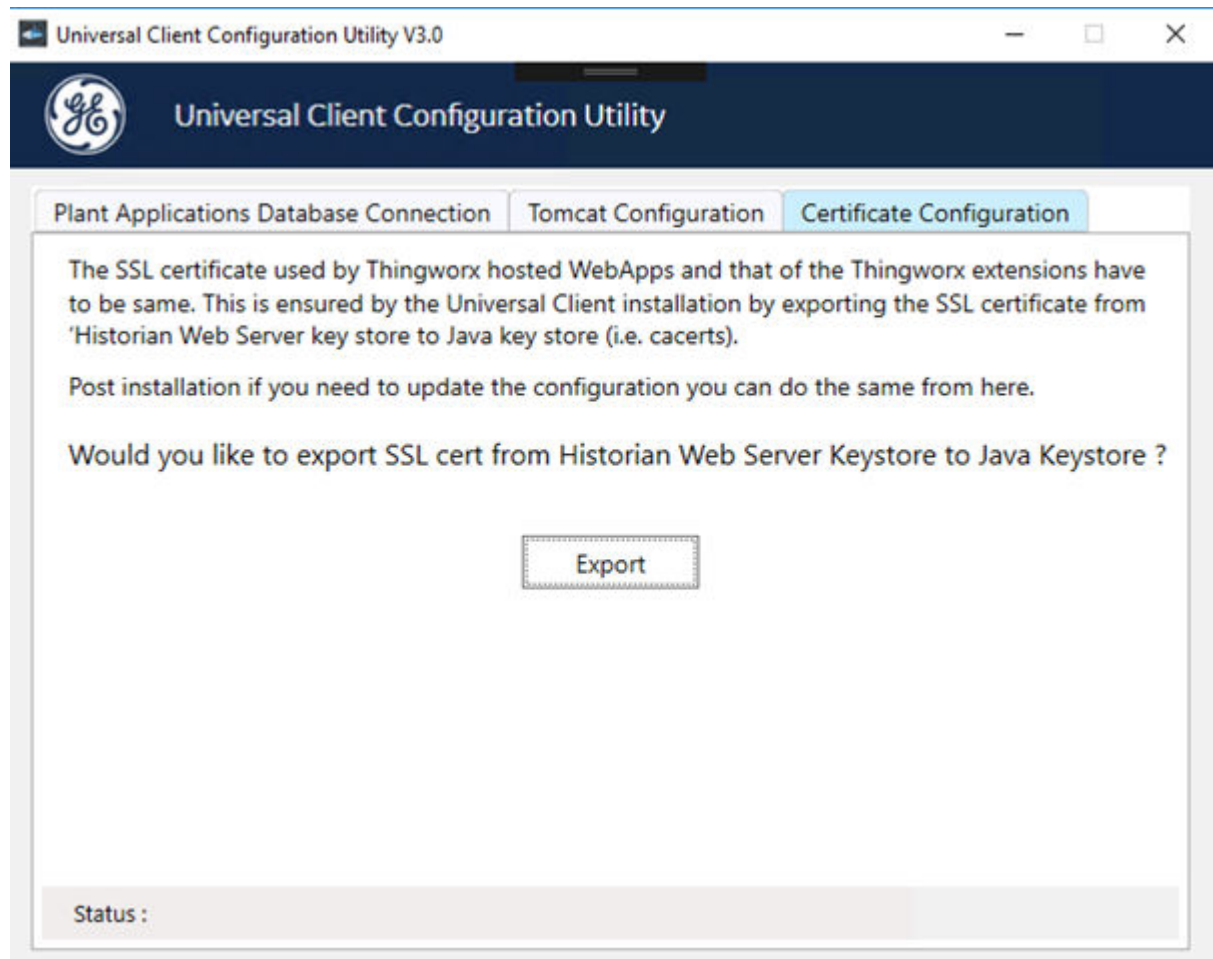 Universal Client Configuration Utility V3.0
GE
Universal Client Configuration Utility
Plant Applications Database Connection
Tomcat Configuration
Certificate Configuration
The SSL certificate used by Thingworx hosted WebApps and that of the Thingworx extensions have
to be same. This is ensured by the Universal Client installation by exporting the SSL certificate from
‘Historian Web Server key store to Java key store (i.e. cacerts).
Post installation if you need to update the configuration you can do the same from here.
Would you like to export SSL cert from Historian Web Server Keystore to Java Keystore ?
Export
Status :